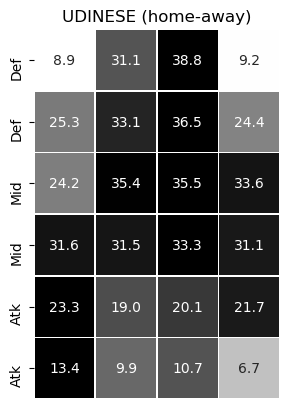 UDINESE (home-away)
Def 8.9 31.1 38.8 9.2
Def 25.3 33.1 36.5 24.4
Mid 24.2 35.4 35.5 33.6
Mid 31.6 31.5 33.3 31.1
Atk 23.3 19.0 20.1 21.7
Atk 13.4 9.9 10.7 6.7